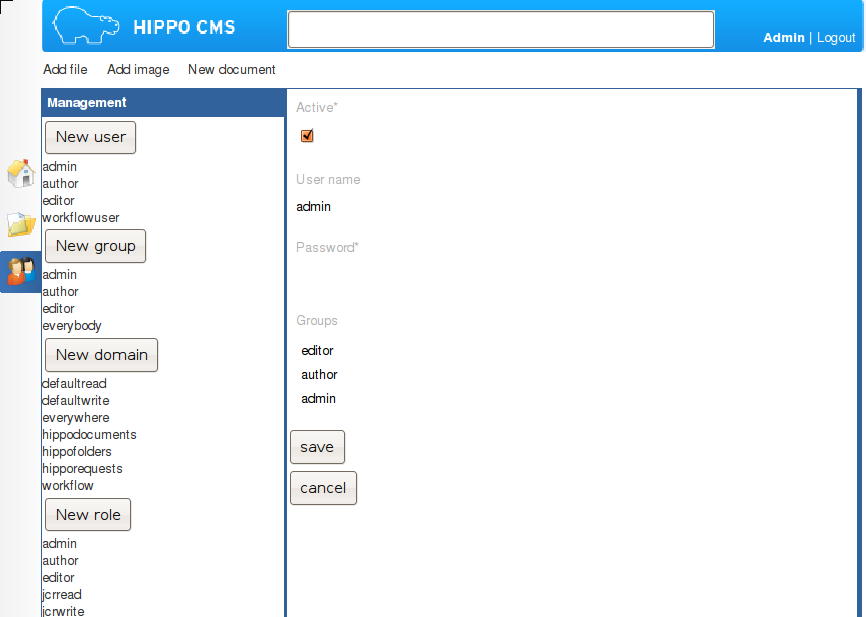 HIPPO CMS
Admin | Logout
Add file Add image New document
Management
New user
admin
author
editor
workflowuser
New group
admin
author
editor
everybody
New domain
defaultread
defaultwrite
everywhere
hippodocuments
hippofolders
hipporequests
workflow
New role
admin
author
editor
jcrread
jcrwrite
Active*
User name
admin
Password*
Groups
editor
author
admin
save
cancel